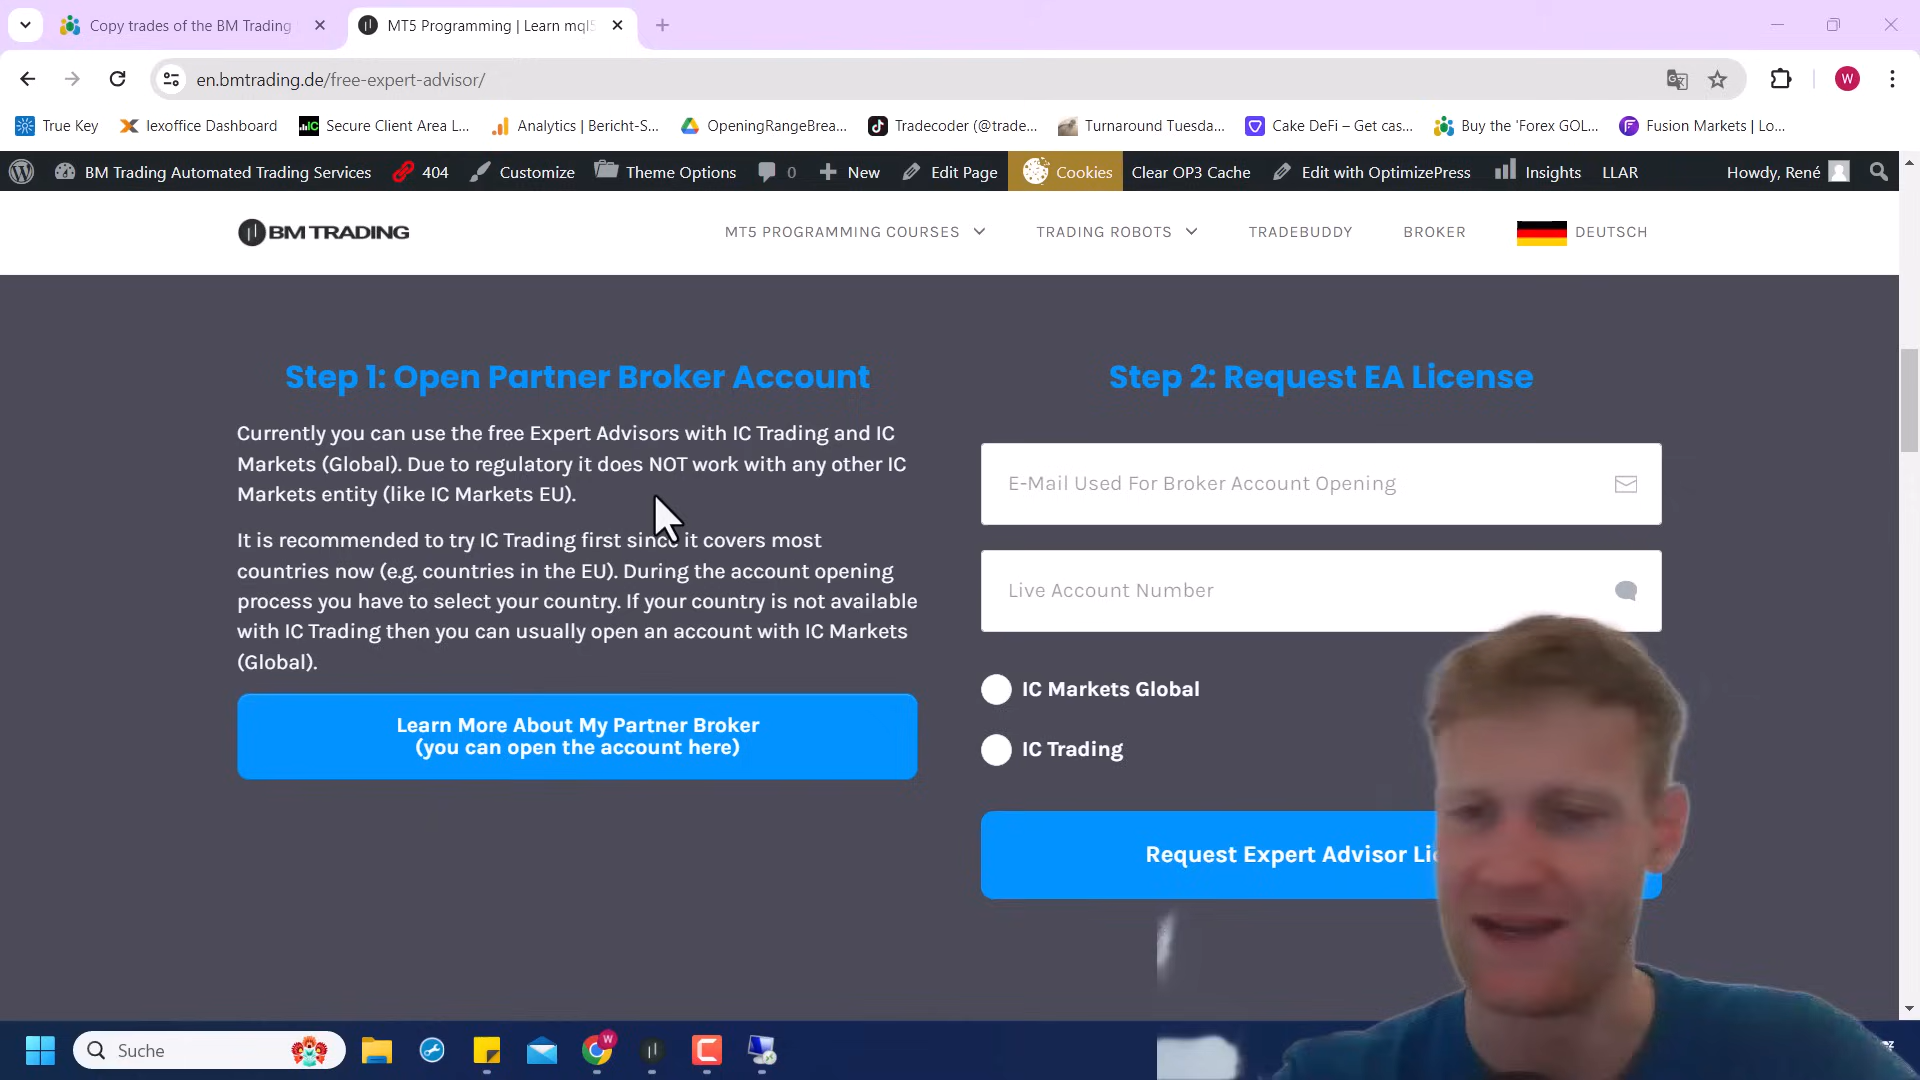 Copy trades of the BM Trading
MT5 Programming | Learn mql5
en.bmtrading.de/free-expert-advisor/
W
True Key
lexoffice Dashboard
Secure Client Area L...
Analytics | Bericht-S...
OpeningRangeBrea...
Tradecoder (@trade...
Turnaround Tuesda...
Cake DeFi – Get cas...
Buy the 'Forex GOL...
Fusion Markets | Lo...
BM Trading Automated Trading Services
404
Customize
Theme Options
0
New
Edit Page
Cookies
Clear OP3 Cache
Edit with OptimizePress
Insights
LLAR
Howdy, René
BM TRADING
MT5 PROGRAMMING COURSES
TRADING ROBOTS
TRADEBUDDY
BROKER
DEUTSCH
Step 1: Open Partner Broker Account
Currently you can use the free Expert Advisors with IC Trading and IC
Markets (Global). Due to regulatory it does NOT work with any other IC
Markets entity (like IC Markets EU).
It is recommended to try IC Trading first since it covers most
countries now (e.g. countries in the EU). During the account opening
process you have to select your country. If your country is not available
with IC Trading then you can usually open an account with IC Markets
(Global).
Learn More About My Partner Broker
(you can open the account here)
Step 2: Request EA License
E-Mail Used For Broker Account Opening
Live Account Number
IC Markets Global
IC Trading
Request Expert Advisor Li
Suche
W